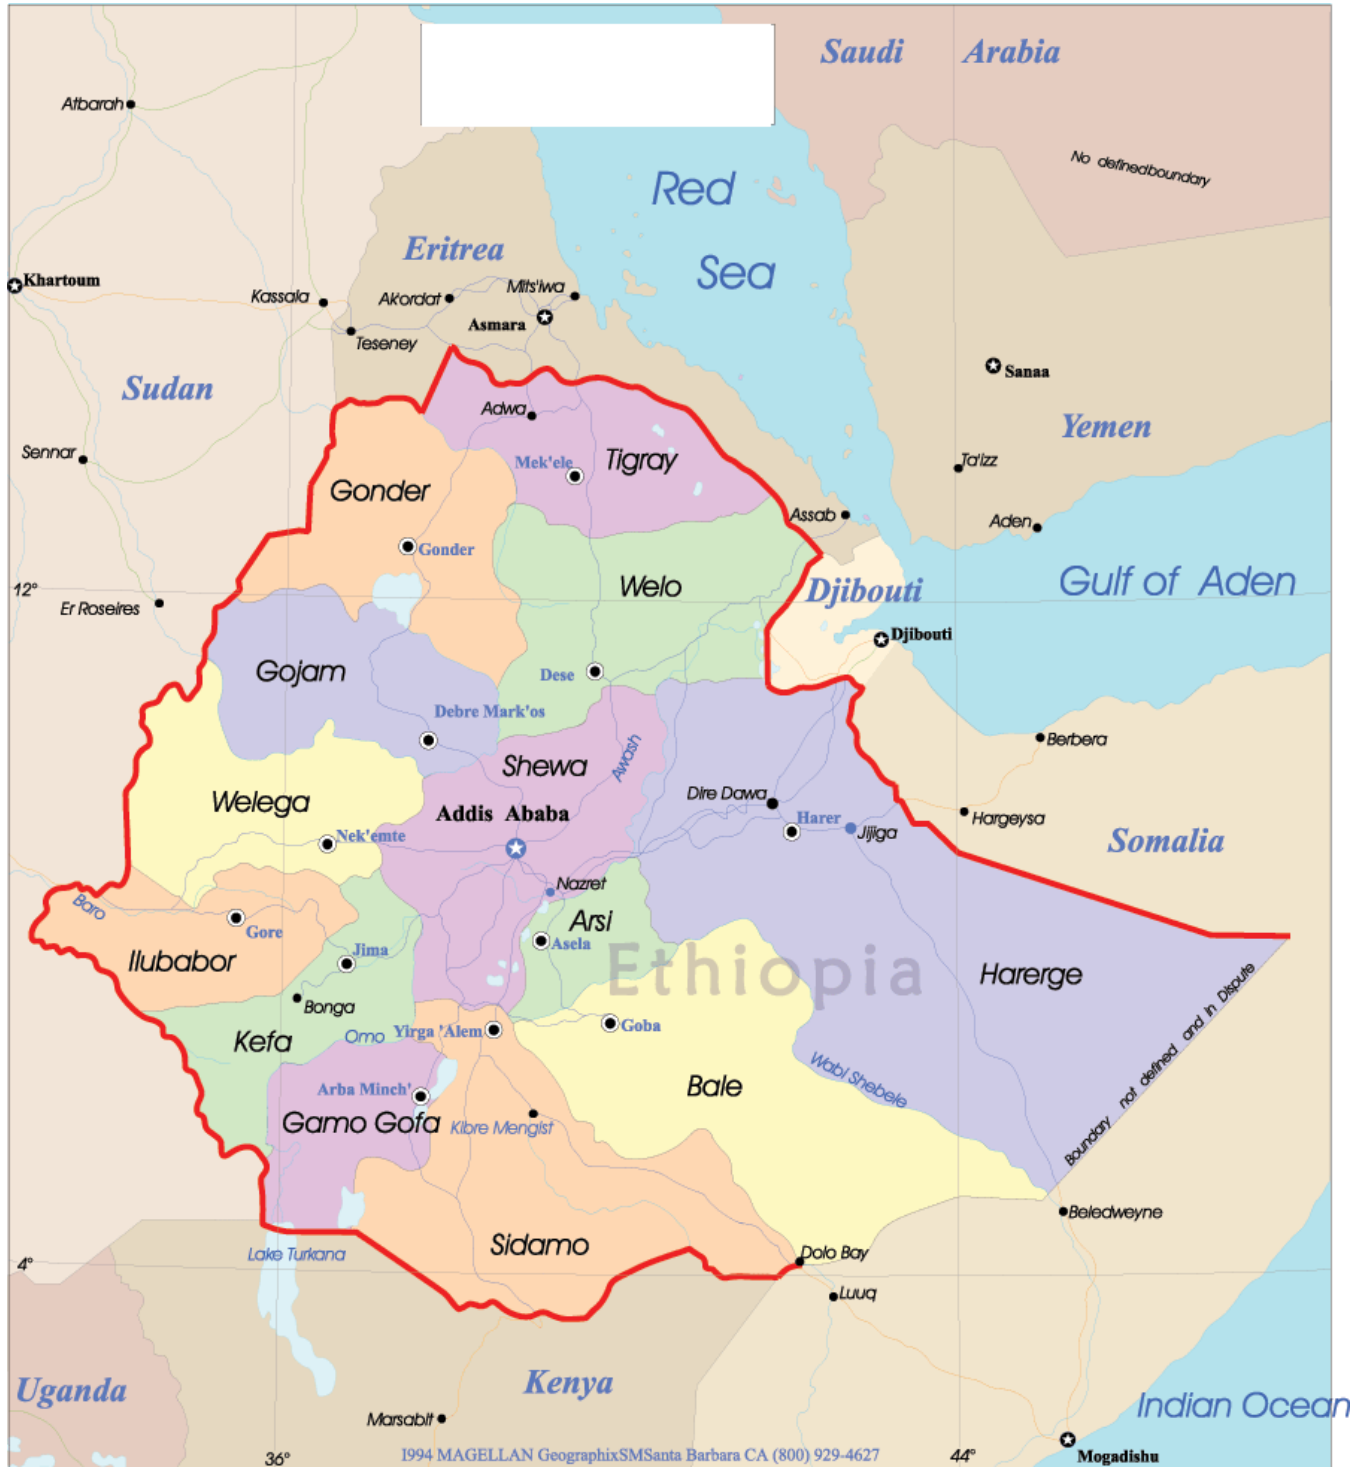 Saudi Arabia
Atbarah
No definedboundary
Red
Sea
Eritrea
Khartoum
Kassala
Ak'ordat
Mits'iwa
Asmara
Teseney
Sanaa
Sudan
Adwa
Yemen
Sennar
Mek'ele
Tigray
Ta'izz
Gonder
Assab
Aden
Gonder
12°
Welo
Djibouti
Gulf of Aden
Er Roseires
Djibouti
Gojam
Dese
Debre Mark'os
Berbera
Shewa
Awash
Welega
Dire Dawa
Addis Ababa
Harer
Hargeysa
Nek'emte
Jijiga
Somalia
Nazret
Baro
Gore
Arsi
Asela
Jima
Ilubabor
Ethiopia
Harerge
Bonga
Boundary not defined and in Dispute
Kefa
Omo
Yirga 'Alem
Goba
Wabi Shebele
Arba Minch'
Bale
Gamo Gofa
Kibre Mengist
Beledweyne
Lake Turkana
Sidamo
Dolo Bay
4°
Luuq
Uganda
Kenya
Indian Ocean
Marsabit
36°
I994 MAGELLAN GeographixSMSanta Barbara CA (800) 929-4627
44°
Mogadishu